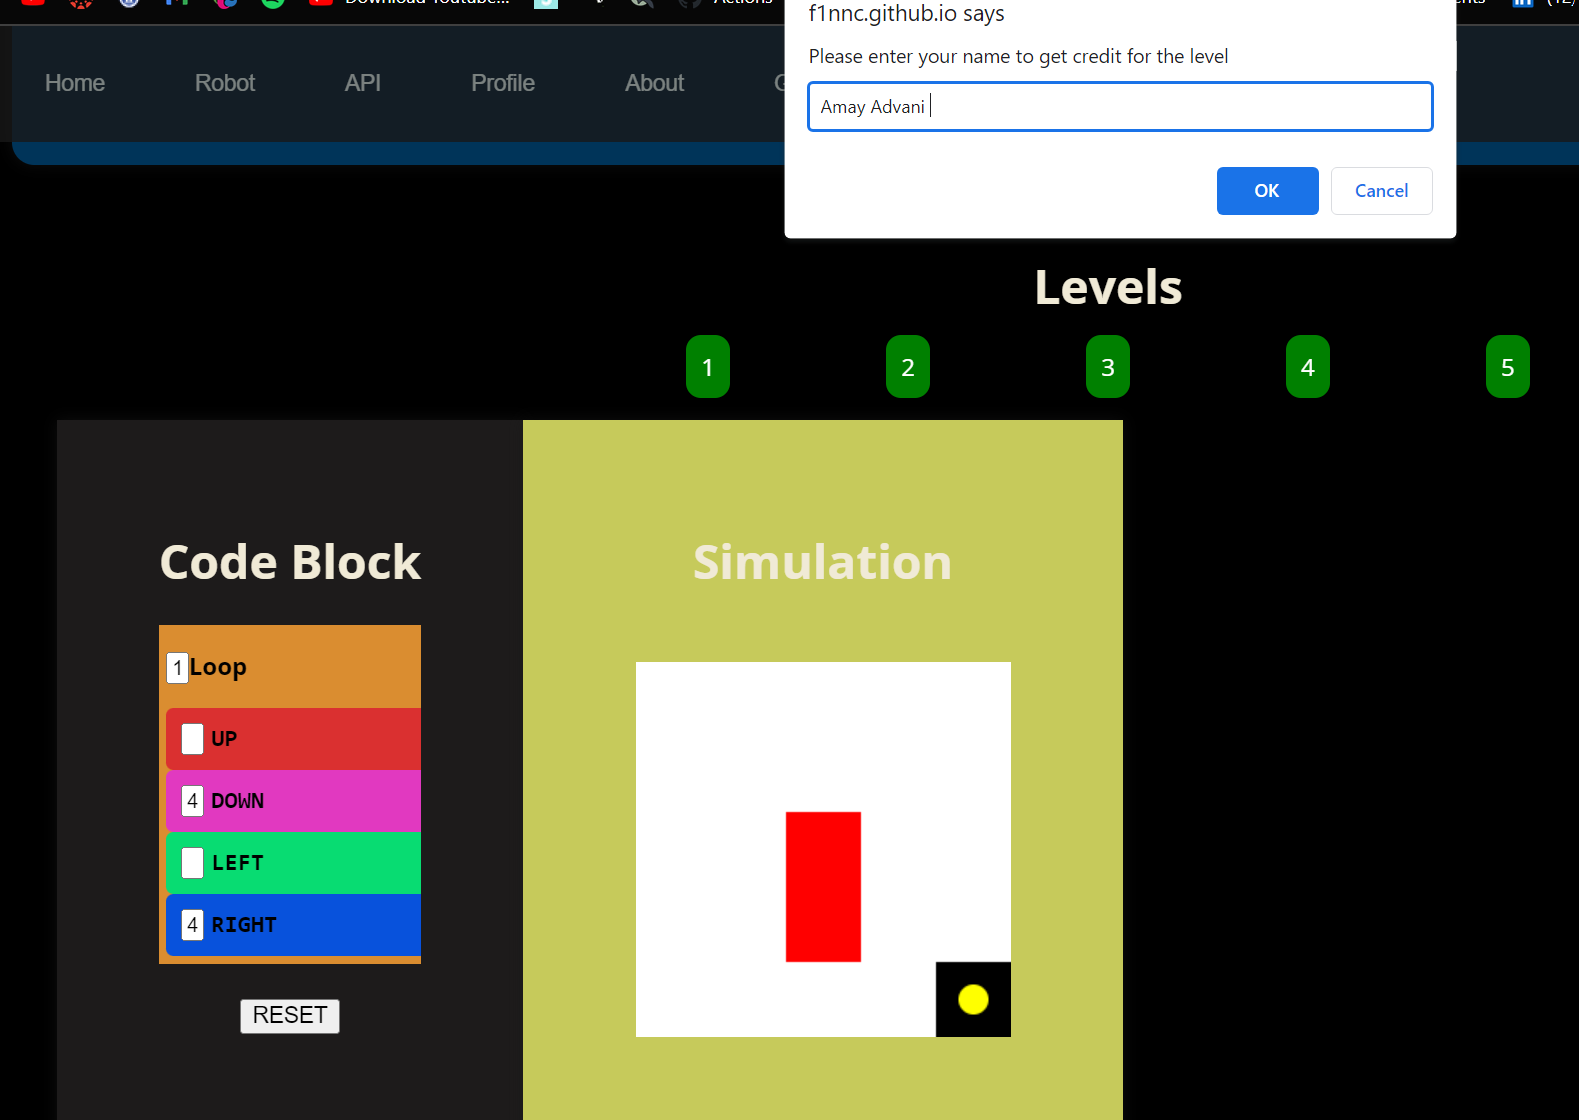 Download Youtube...
Actions
f1nnc.github.io says
Please enter your name to get credit for the level
Amay Advani
OK
Cancel
Home
Robot
API
Profile
About
Levels
1
2
3
4
5
Code Block
Simulation
1 Loop
UP
4 DOWN
LEFT
4 RIGHT
RESET